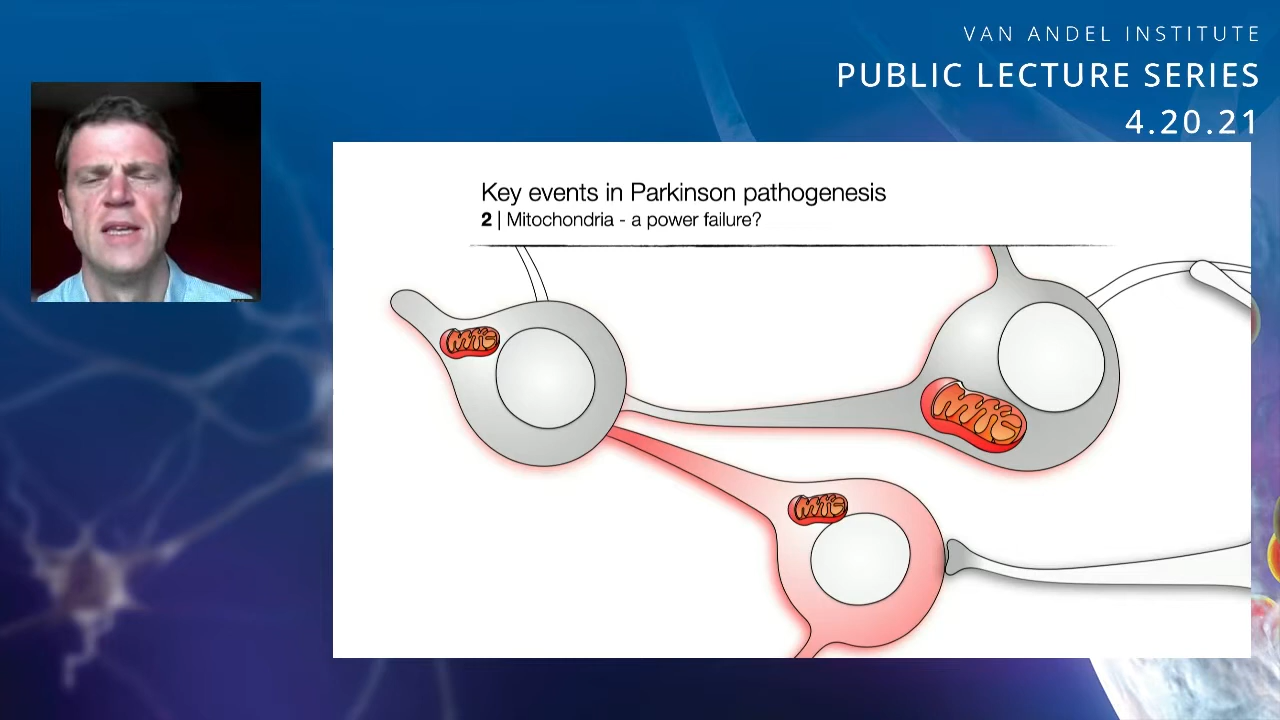 VAN ANDEL INSTITUTE
PUBLIC LECTURE SERIES
4.20.21
Key events in Parkinson pathogenesis
2 | Mitochondria - a power failure?